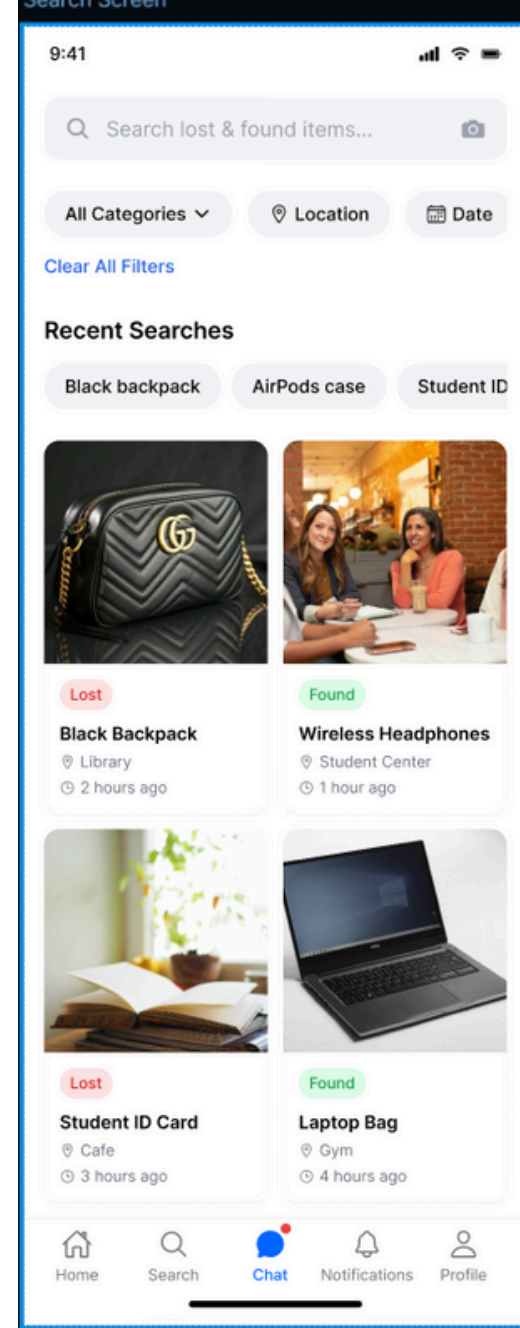 Search Screen
9:41
Search lost & found items...
All Categories Location Date
Clear All Filters
Recent Searches
Black backpack AirPods case Student ID
Lost
Black Backpack
Library
2 hours ago
Found
Wireless Headphones
Student Center
1 hour ago
Lost
Student ID Card
Cafe
3 hours ago
Found
Laptop Bag
Gym
4 hours ago
Home Search Chat Notifications Profile